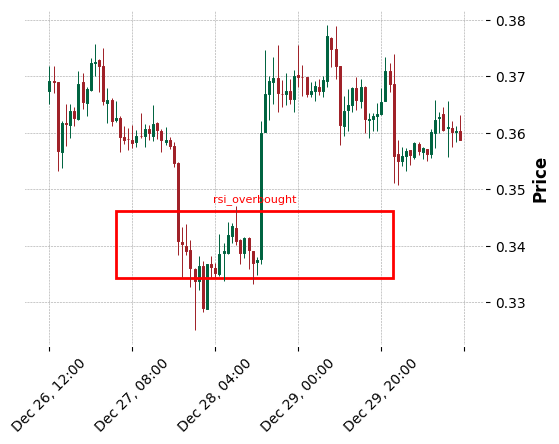 0.38
0.37
0.36
0.35
0.34
0.33
Price
rsi_overbought
Dec 26, 12:00
Dec 27, 08:00
Dec 28, 04:00
Dec 29, 00:00
Dec 29, 20:00